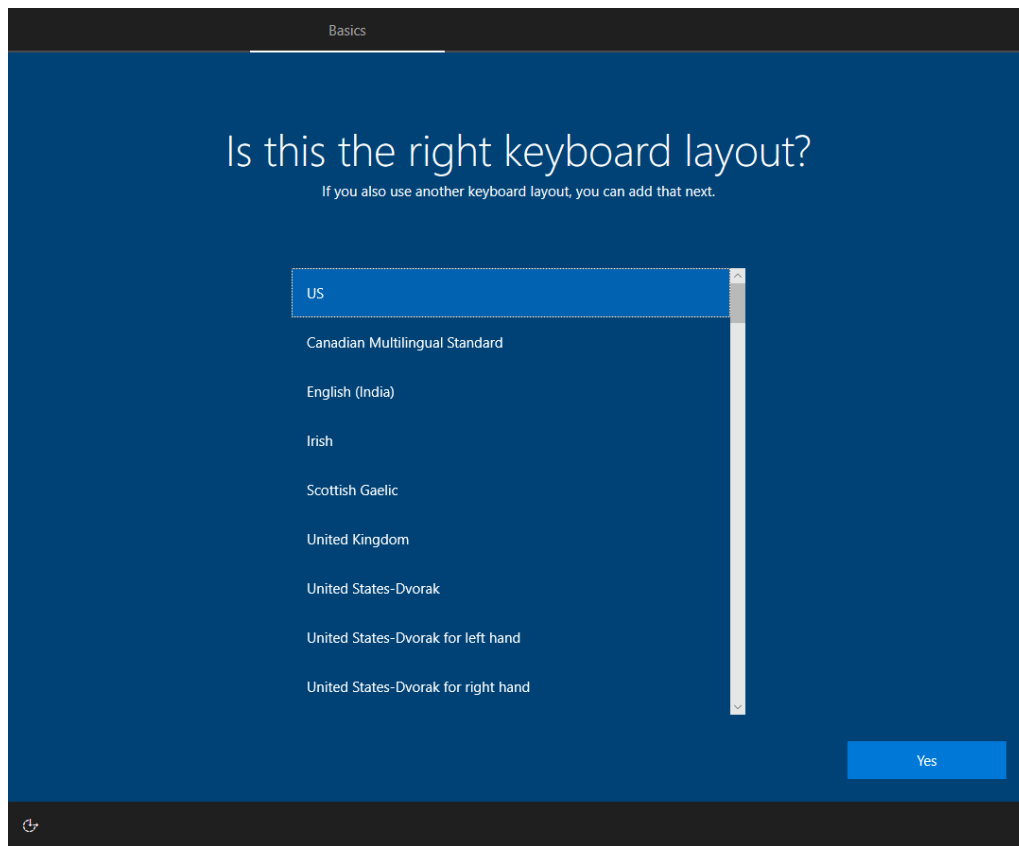 Basics
Is this the right keyboard layout?
If you also use another keyboard layout, you can add that next.
US
Canadian Multilingual Standard
English (India)
Irish
Scottish Gaelic
United Kingdom
United States-Dvorak
United States-Dvorak for left hand
United States-Dvorak for right hand
Yes